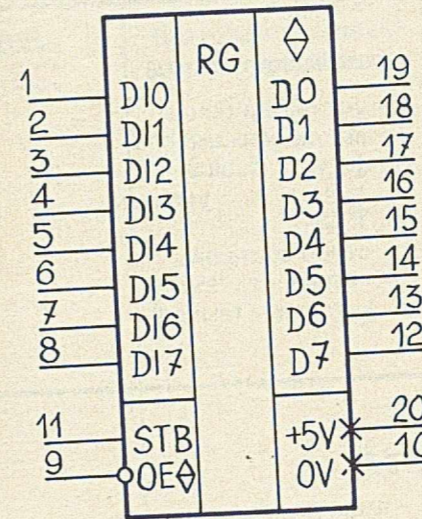 RG ◇
1 DI0 D0 19
2 DI1 D1 18
3 DI2 D2 17
4 DI3 D3 16
5 DI4 D4 15
6 DI5 D5 14
7 DI6 D6 13
8 DI7 D7 12
11 STB +5V 20
9 OE◇ 0V 10